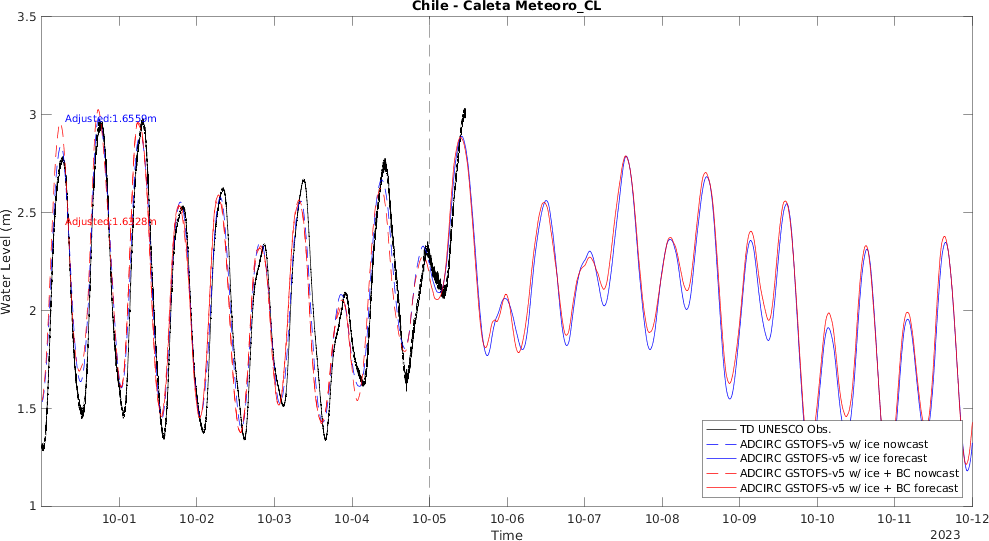 Chile - Caleta Meteoro_CL
3.5
3
2.5
2
1.5
1
Water Level (m)
Adjusted:1.6559m
Adjusted:1.6328m
TD UNESCO Obs.
ADCIRC GSTOFS-v5 w/ ice nowcast
ADCIRC GSTOFS-v5 w/ ice forecast
ADCIRC GSTOFS-v5 w/ ice + BC nowcast
ADCIRC GSTOFS-v5 w/ ice + BC forecast
10-01 10-02 10-03 10-04 10-05 10-06 10-07 10-08 10-09 10-10 10-11 10-12
Time
2023